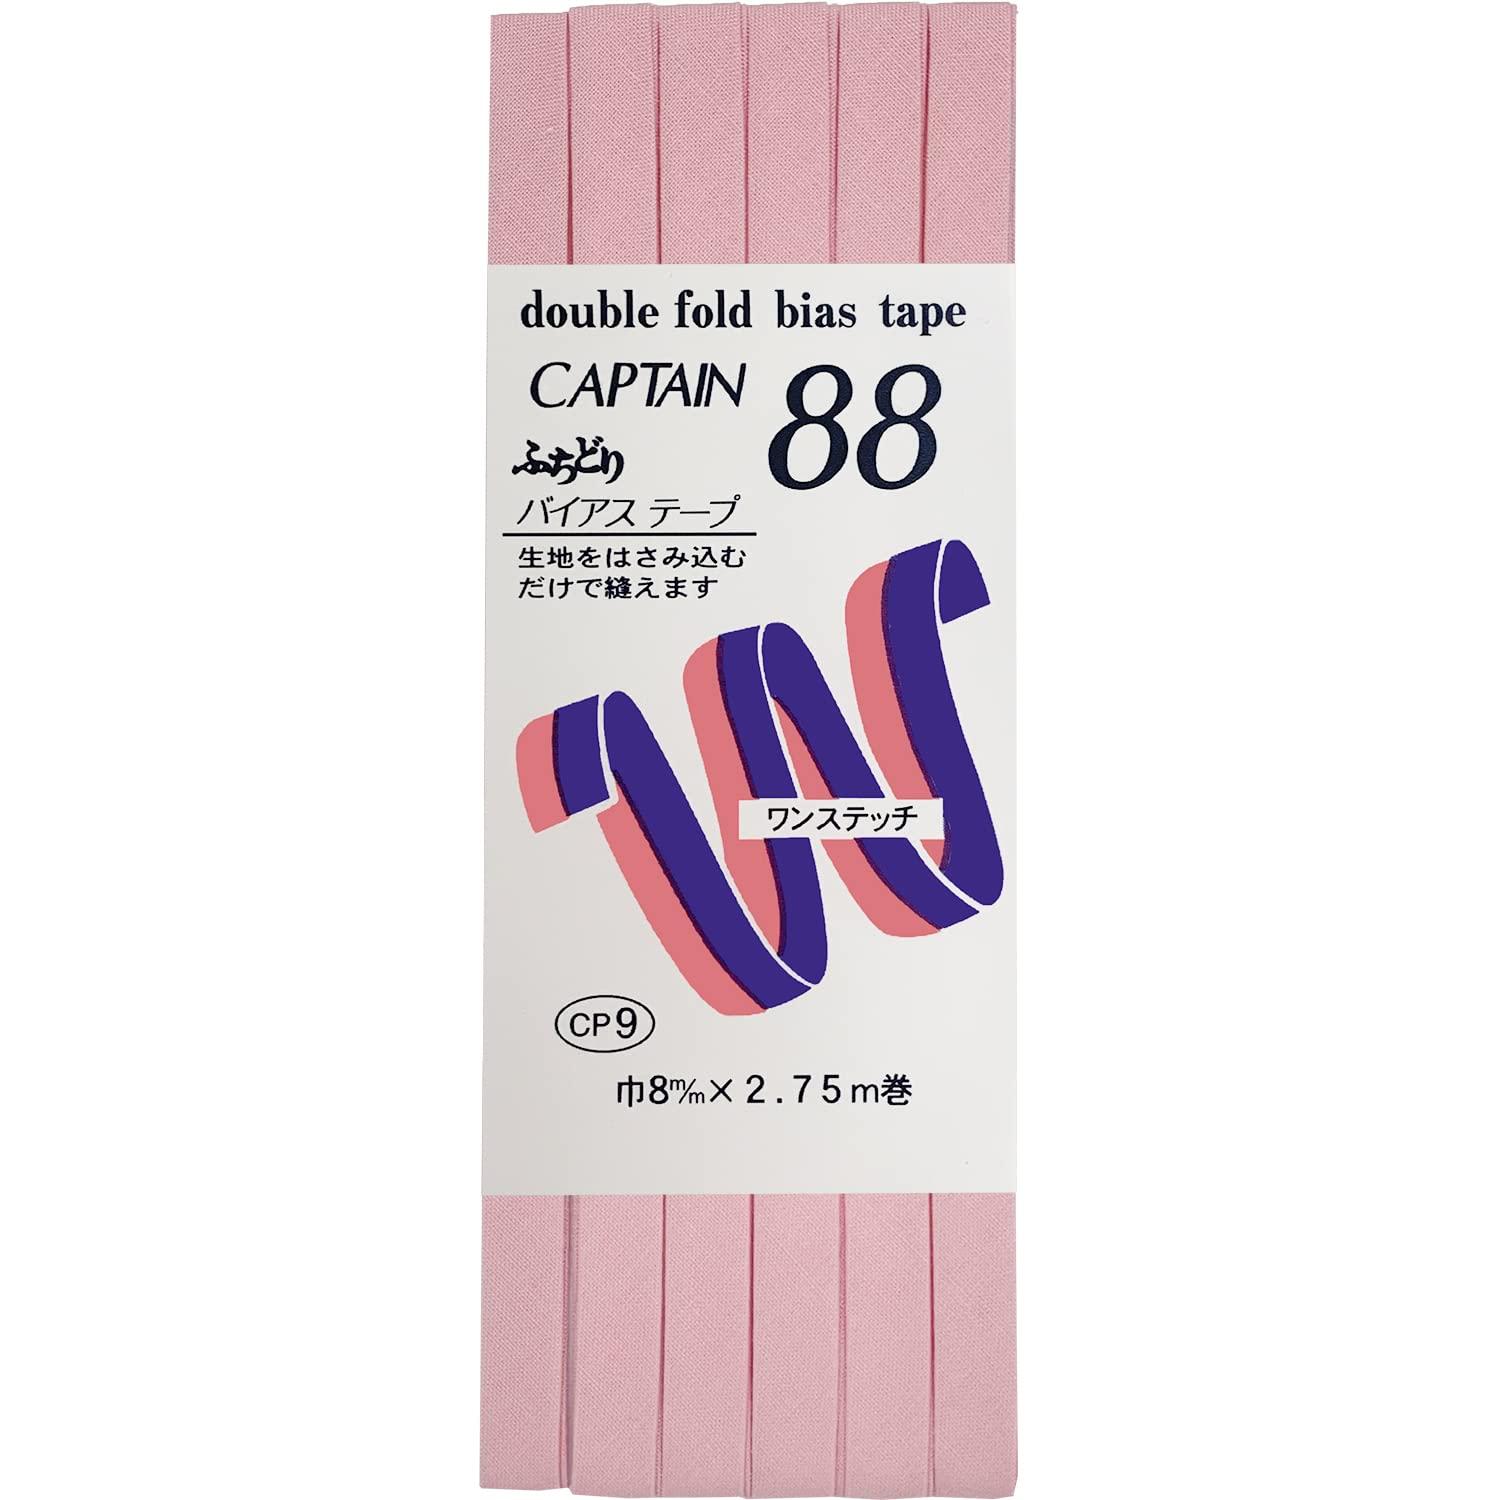 double fold bias tape
CAPTAIN 88
ふちどり
バイアス テープ
生地をはさみ込む
だけで縫えます
ワンステッチ
CP9
巾8m/m×2.75m巻